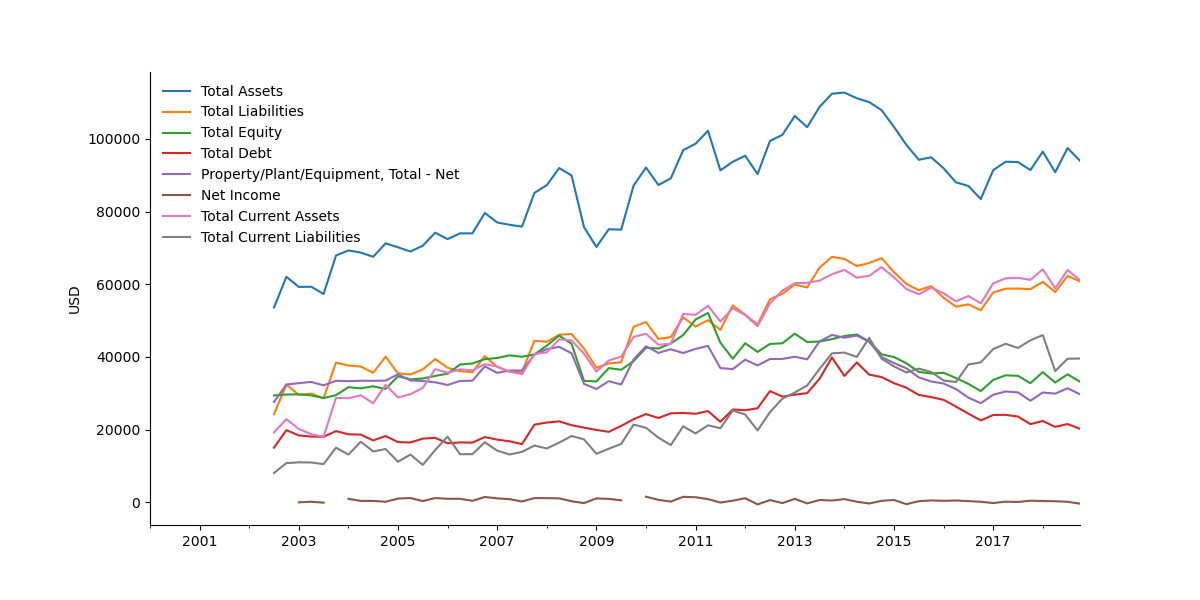 Total Assets
Total Liabilities
Total Equity
Total Debt
Property/Plant/Equipment, Total - Net
Net Income
Total Current Assets
Total Current Liabilities
USD
100000
80000
60000
40000
20000
0
2001 2003 2005 2007 2009 2011 2013 2015 2017